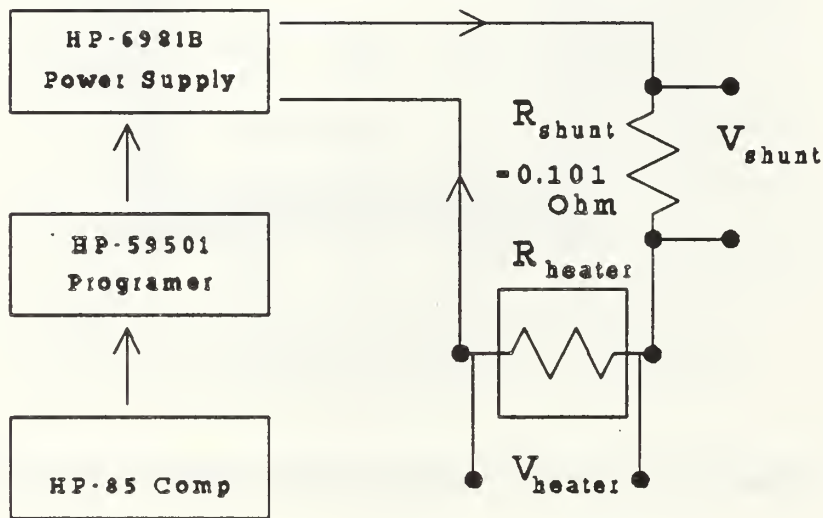 HP-6981B
Power Supply
R shunt
=0.101
Ohm
V shunt
HP-59501
Programer
R heater
HP-85 Comp
V heater